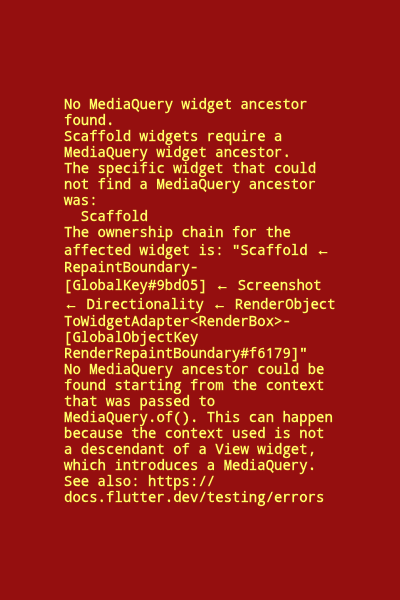 No MediaQuery widget ancestor
found.
Scaffold widgets require a
MediaQuery widget ancestor.
The specific widget that could
not find a MediaQuery ancestor
was:
  Scaffold
The ownership chain for the
affected widget is: "Scaffold ←
RepaintBoundary-
[GlobalKey#9bd05] ← Screenshot
← Directionality ← RenderObject
ToWidgetAdapter<RenderBox>-
[GlobalObjectKey
RenderRepaintBoundary#f6179]"
No MediaQuery ancestor could be
found starting from the context
that was passed to
MediaQuery.of(). This can happen
because the context used is not
a descendant of a View widget,
which introduces a MediaQuery.
See also: https://
docs.flutter.dev/testing/errors